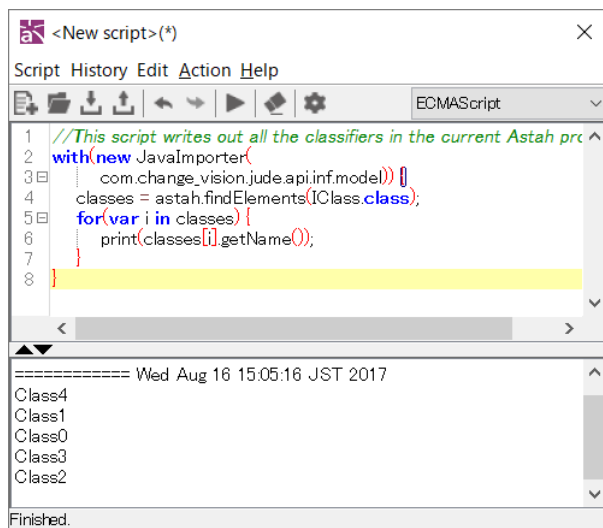 <New script>(*)
Script History Edit Action Help
ECMAScript
1 //This script writes out all the classifiers in the current Astah pro
2 with(new JavaImporter(
3 com.change_vision.jude.api.inf.model)) {
4 classes = astah.findElements(IClass.class);
5 for(var i in classes) {
6 print(classes[i].getName());
7 }
8 }
============ Wed Aug 16 15:05:16 JST 2017
Class4
Class1
Class0
Class3
Class2
Finished.